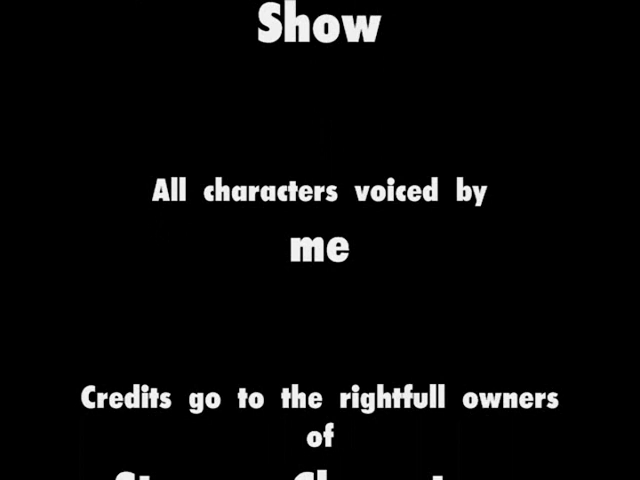 Show
All characters voiced by
me
Credits go to the rightfull owners
of